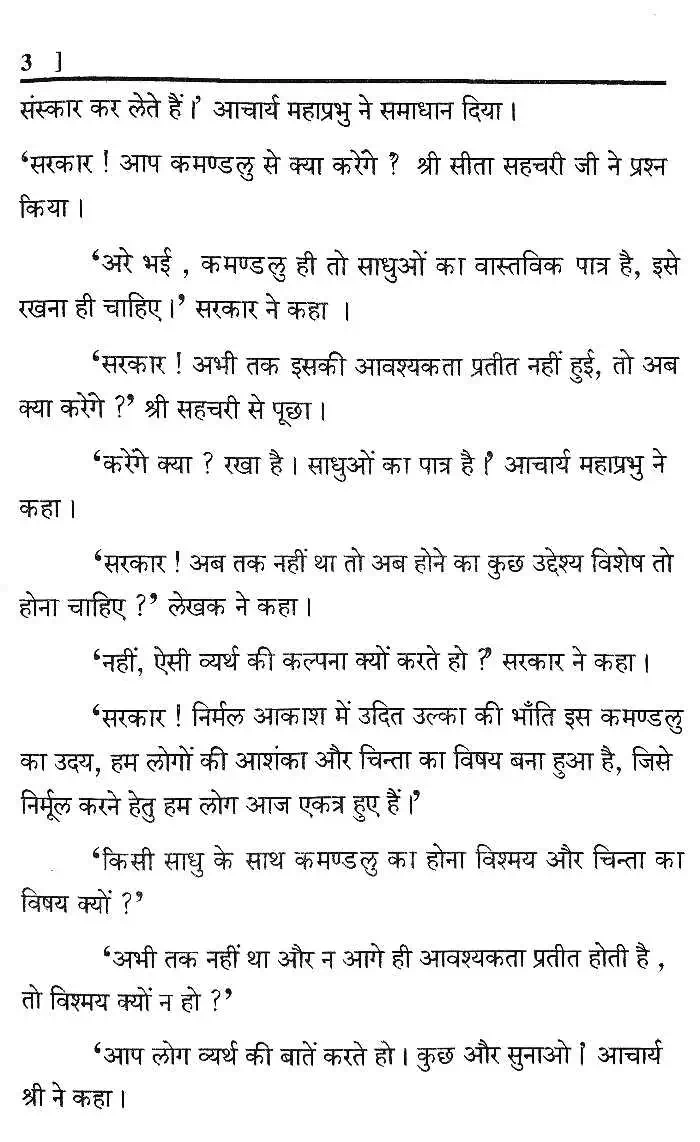 3 ]
संस्कार कर लेते हैं।’ आचार्य महाप्रभु ने समाधान दिया।
‘सरकार ! आप कमण्डलु से क्या करेंगे ? श्री सीता सहचरी जी ने प्रश्न
किया।
‘अरे भई , कमण्डलु ही तो साधुओं का वास्तविक पात्र है, इसे
रखना ही चाहिए।’ सरकार ने कहा ।
‘सरकार ! अभी तक इसकी आवश्यकता प्रतीत नहीं हुई, तो अब
क्या करेंगे ?’ श्री सहचरी से पूछा।
‘करेंगे क्या ? रखा है। साधुओं का पात्र है।’ आचार्य महाप्रभु ने
कहा।
‘सरकार ! अब तक नहीं था तो अब होने का कुछ उद्देश्य विशेष तो
होना चाहिए ?’ लेखक ने कहा।
‘नहीं, ऐसी व्यर्थ की कल्पना क्यों करते हो ?’ सरकार ने कहा।
‘सरकार ! निर्मल आकाश में उदित उल्का की भाँति इस कमण्डलु
का उदय, हम लोगों की आशंका और चिन्ता का विषय बना हुआ है, जिसे
निर्मूल करने हेतु हम लोग आज एकत्र हुए हैं।’
‘किसी साधु के साथ कमण्डलु का होना विश्मय और चिन्ता का
विषय क्यों ?’
‘अभी तक नहीं था और न आगे ही आवश्यकता प्रतीत होती है ,
तो विश्मय क्यों न हो ?’
‘आप लोग व्यर्थ की बातें करते हो। कुछ और सुनाओ।’ आचार्य
श्री ने कहा।